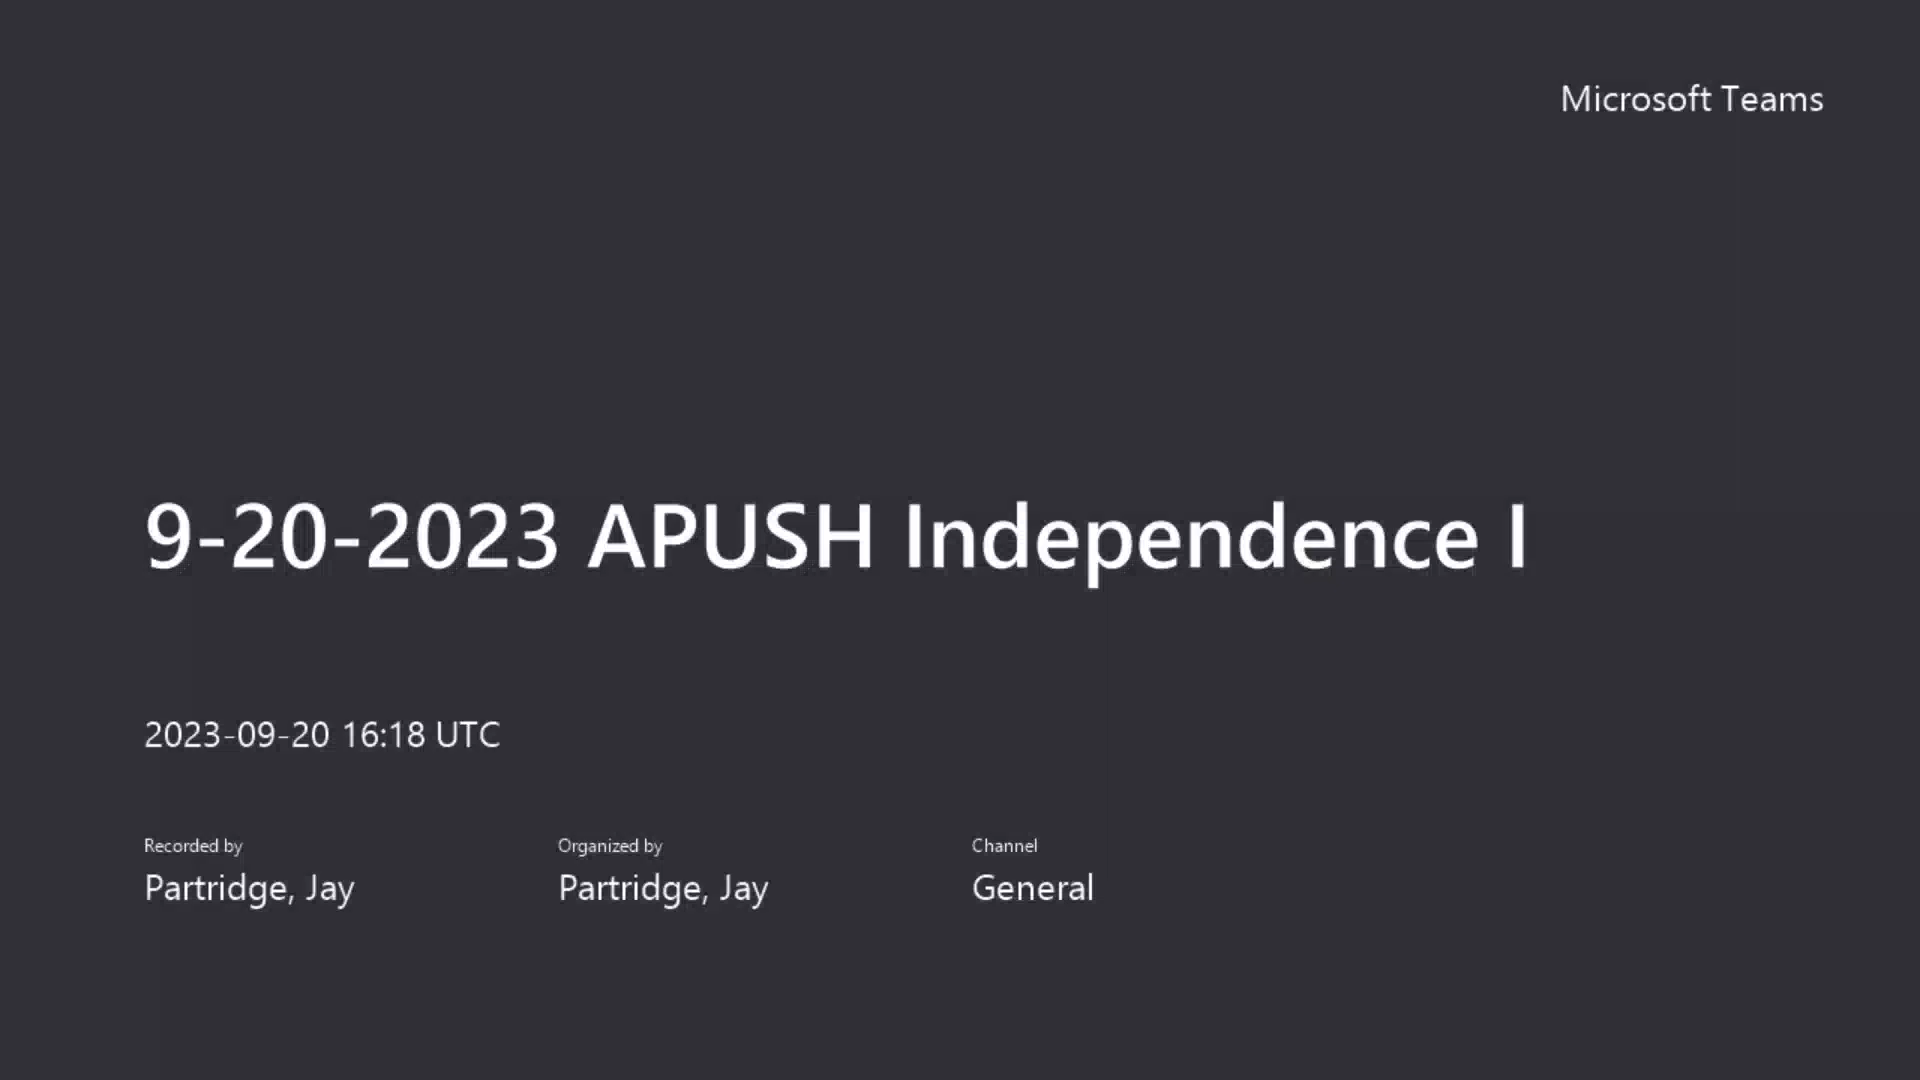 Microsoft Teams
9-20-2023 APUSH Independence I
2023-09-20 16:18 UTC
Recorded by
Partridge, Jay
Organized by
Partridge, Jay
Channel
General